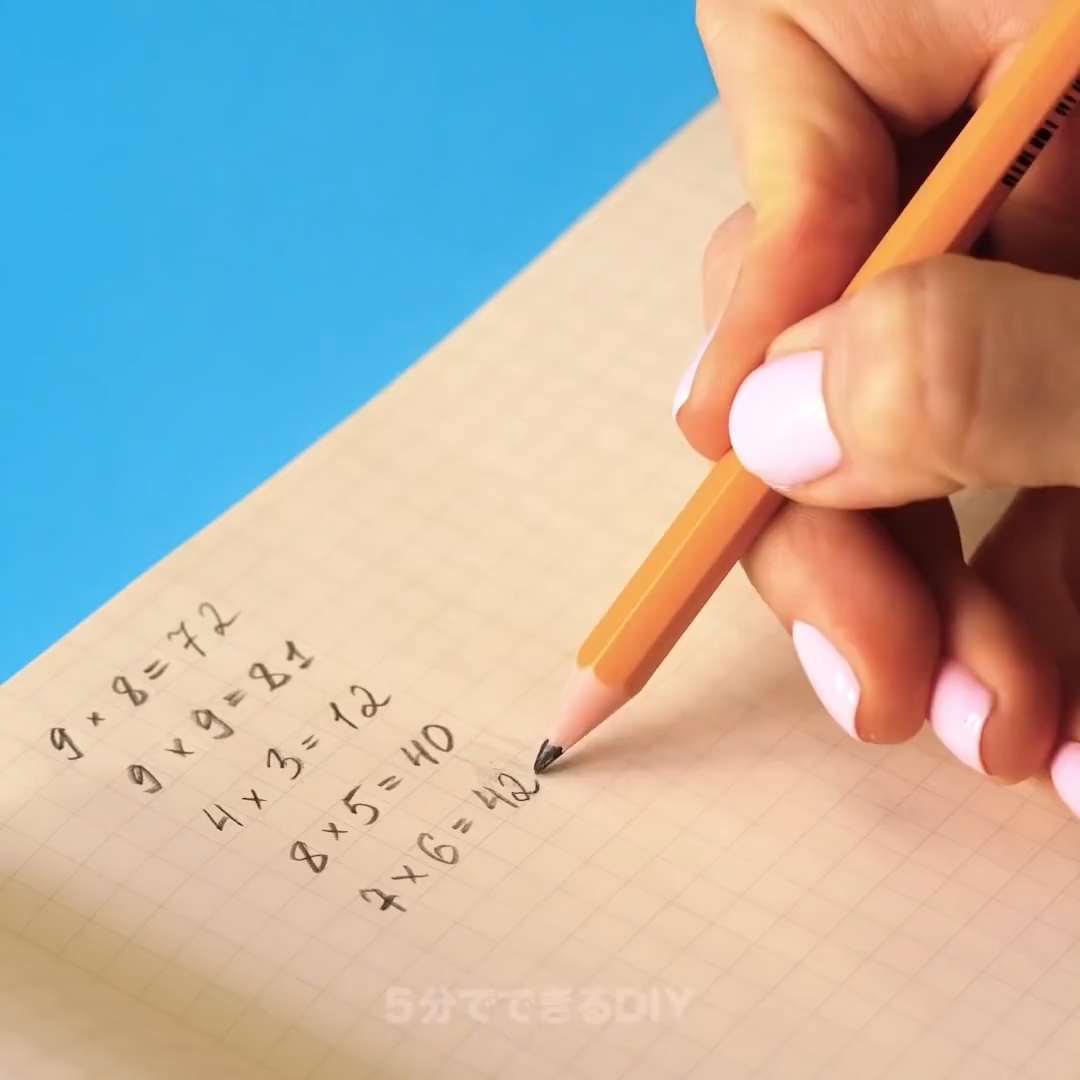 9 × 8 = 72
9 × 9 = 81
4 × 3 = 12
8 × 5 = 40
7 × 6 = 42
5分でできるDIY